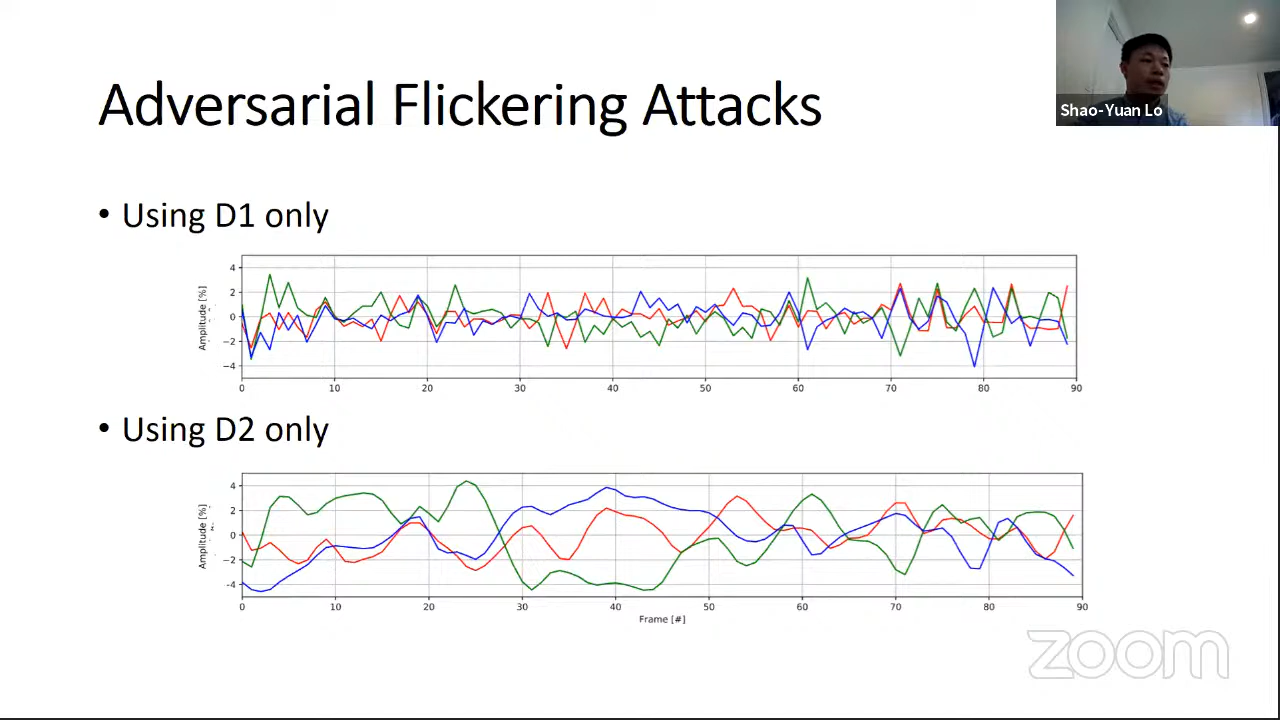 Adversarial Flickering Attacks
Shao-Yuan Lo
• Using D1 only
Amplitude [%]
4
2
0
−2
−4
0 10 20 30 40 50 60 70 80 90
• Using D2 only
Amplitude [%]
4
2
0
−2
-4
0 10 20 30 40 50 60 70 80 90
Frame [#]
zoom